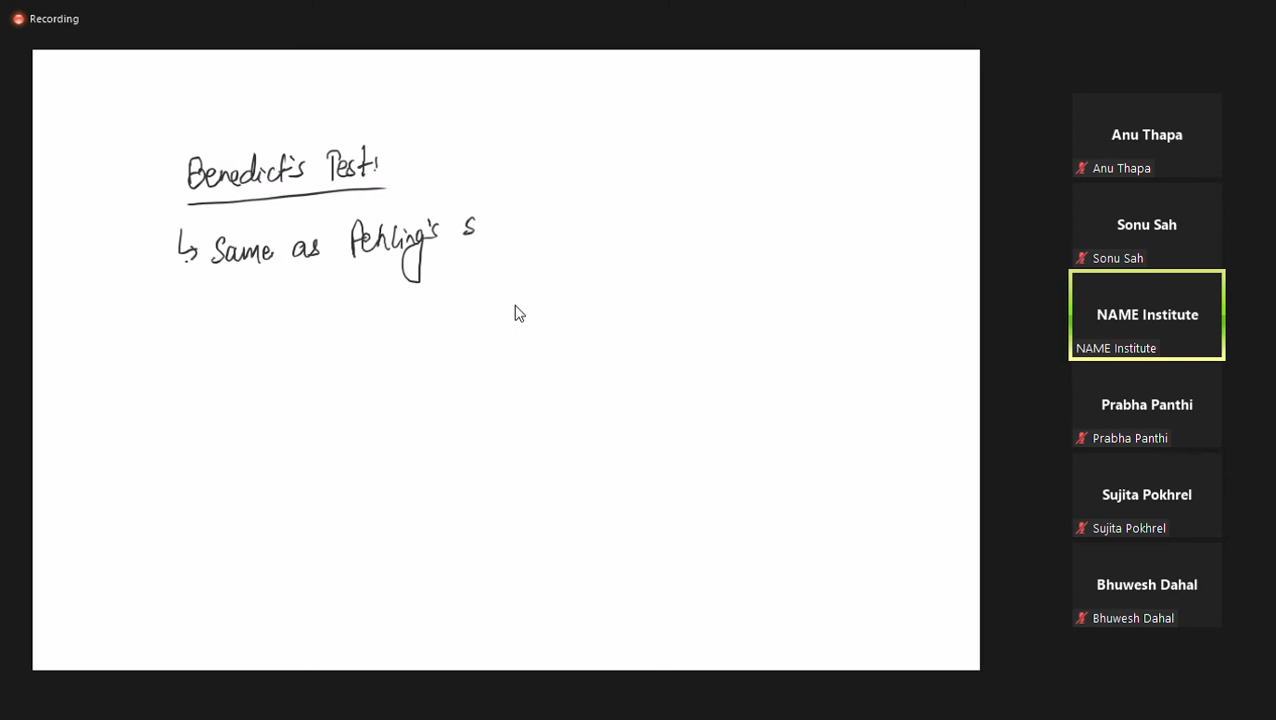 Recording
Benedict's Test:
↳ Same as Fehling's s
Anu Thapa
Anu Thapa
Sonu Sah
Sonu Sah
NAME Institute
NAME Institute
Prabha Panthi
Prabha Panthi
Sujita Pokhrel
Sujita Pokhrel
Bhuwesh Dahal
Bhuwesh Dahal